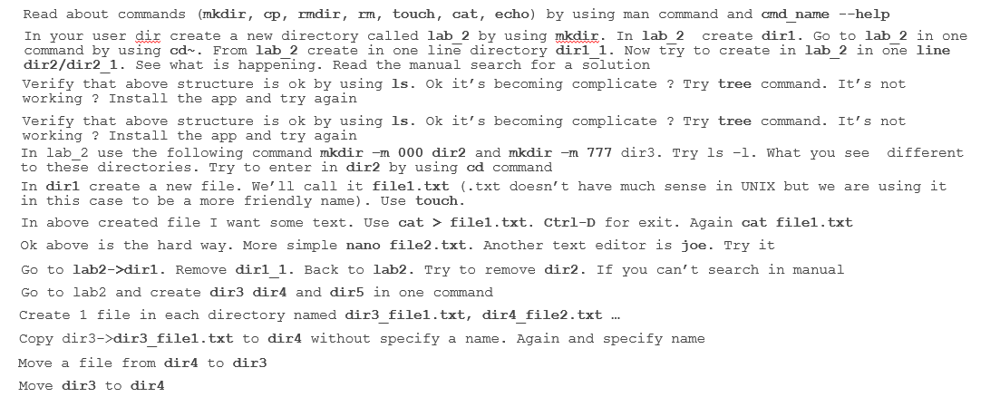 Read about commands (mkdir, cp, rmdir, rm, touch, cat, echo) by using man command and cmd_name --help
In your user dir create a new directory called lab_2 by using mkdir. In lab_2  create dir1. Go to lab_2 in one
command by using cd~. From lab_2 create in one line directory dir1_1. Now try to create in lab_2 in one line
dir2/dir2_1. See what is happening. Read the manual search for a solution
Verify that above structure is ok by using ls. Ok it's becoming complicate ? Try tree command. It's not
working ? Install the app and try again
Verify that above structure is ok by using ls. Ok it's becoming complicate ? Try tree command. It's not
working ? Install the app and try again
In lab_2 use the following command mkdir –m 000 dir2 and mkdir –m 777 dir3. Try ls –l. What you see  different
to these directories. Try to enter in dir2 by using cd command
In dir1 create a new file. We'll call it file1.txt (.txt doesn't have much sense in UNIX but we are using it
in this case to be a more friendly name). Use touch.
In above created file I want some text. Use cat > file1.txt. Ctrl-D for exit. Again cat file1.txt
Ok above is the hard way. More simple nano file2.txt. Another text editor is joe. Try it
Go to lab2->dir1. Remove dir1_1. Back to lab2. Try to remove dir2. If you can't search in manual
Go to lab2 and create dir3 dir4 and dir5 in one command
Create 1 file in each directory named dir3_file1.txt, dir4_file2.txt …
Copy dir3->dir3_file1.txt to dir4 without specify a name. Again and specify name
Move a file from dir4 to dir3
Move dir3 to dir4